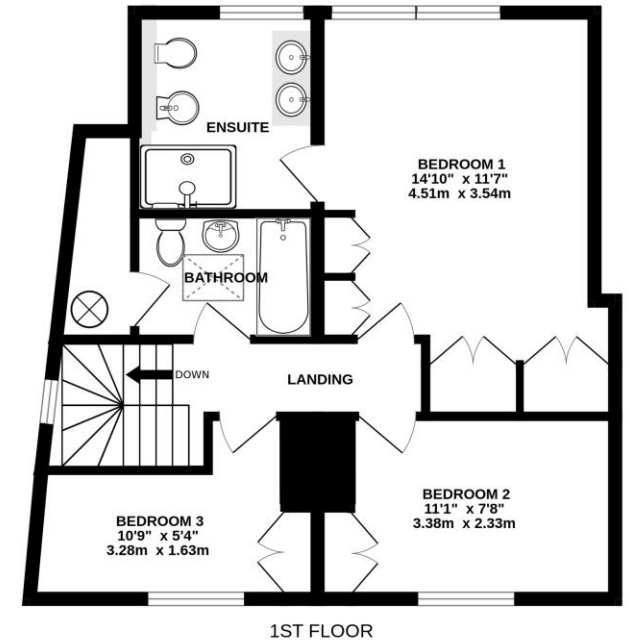 ENSUITE
BEDROOM 1
14'10" x 11'7"
4.51m x 3.54m
BATHROOM
DOWN
LANDING
BEDROOM 2
11'1" x 7'8"
3.38m x 2.33m
BEDROOM 3
10'9" x 5'4"
3.28m x 1.63m
1ST FLOOR